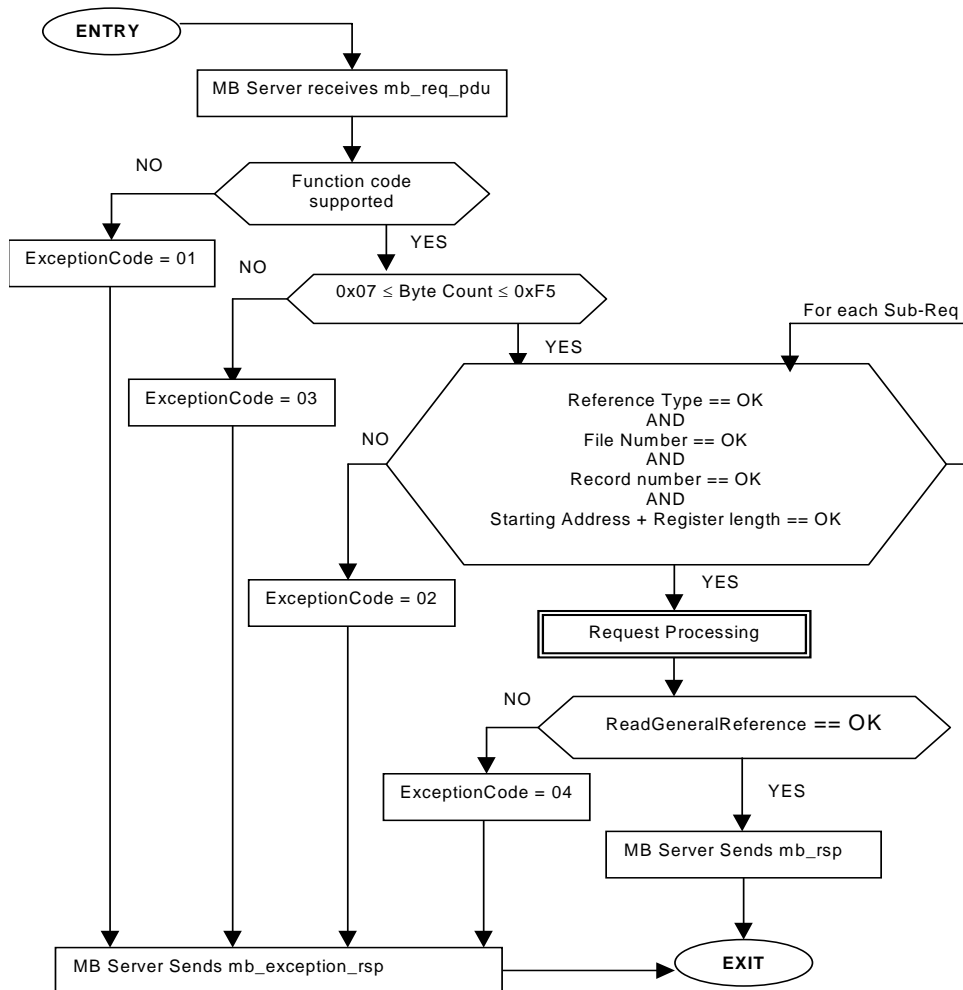 ENTRY
MB Server receives mb_req_pdu
NO
Function code
supported
YES
ExceptionCode = 01
NO
0x07 ≤ Byte Count ≤ 0xF5
For each Sub-Req
YES
ExceptionCode = 03
Reference Type == OK
AND
File Number == OK
AND
Record number == OK
AND
Starting Address + Register length == OK
NO
YES
ExceptionCode = 02
Request Processing
NO
ReadGeneralReference == OK
ExceptionCode = 04
YES
MB Server Sends mb_rsp
MB Server Sends mb_exception_rsp
EXIT